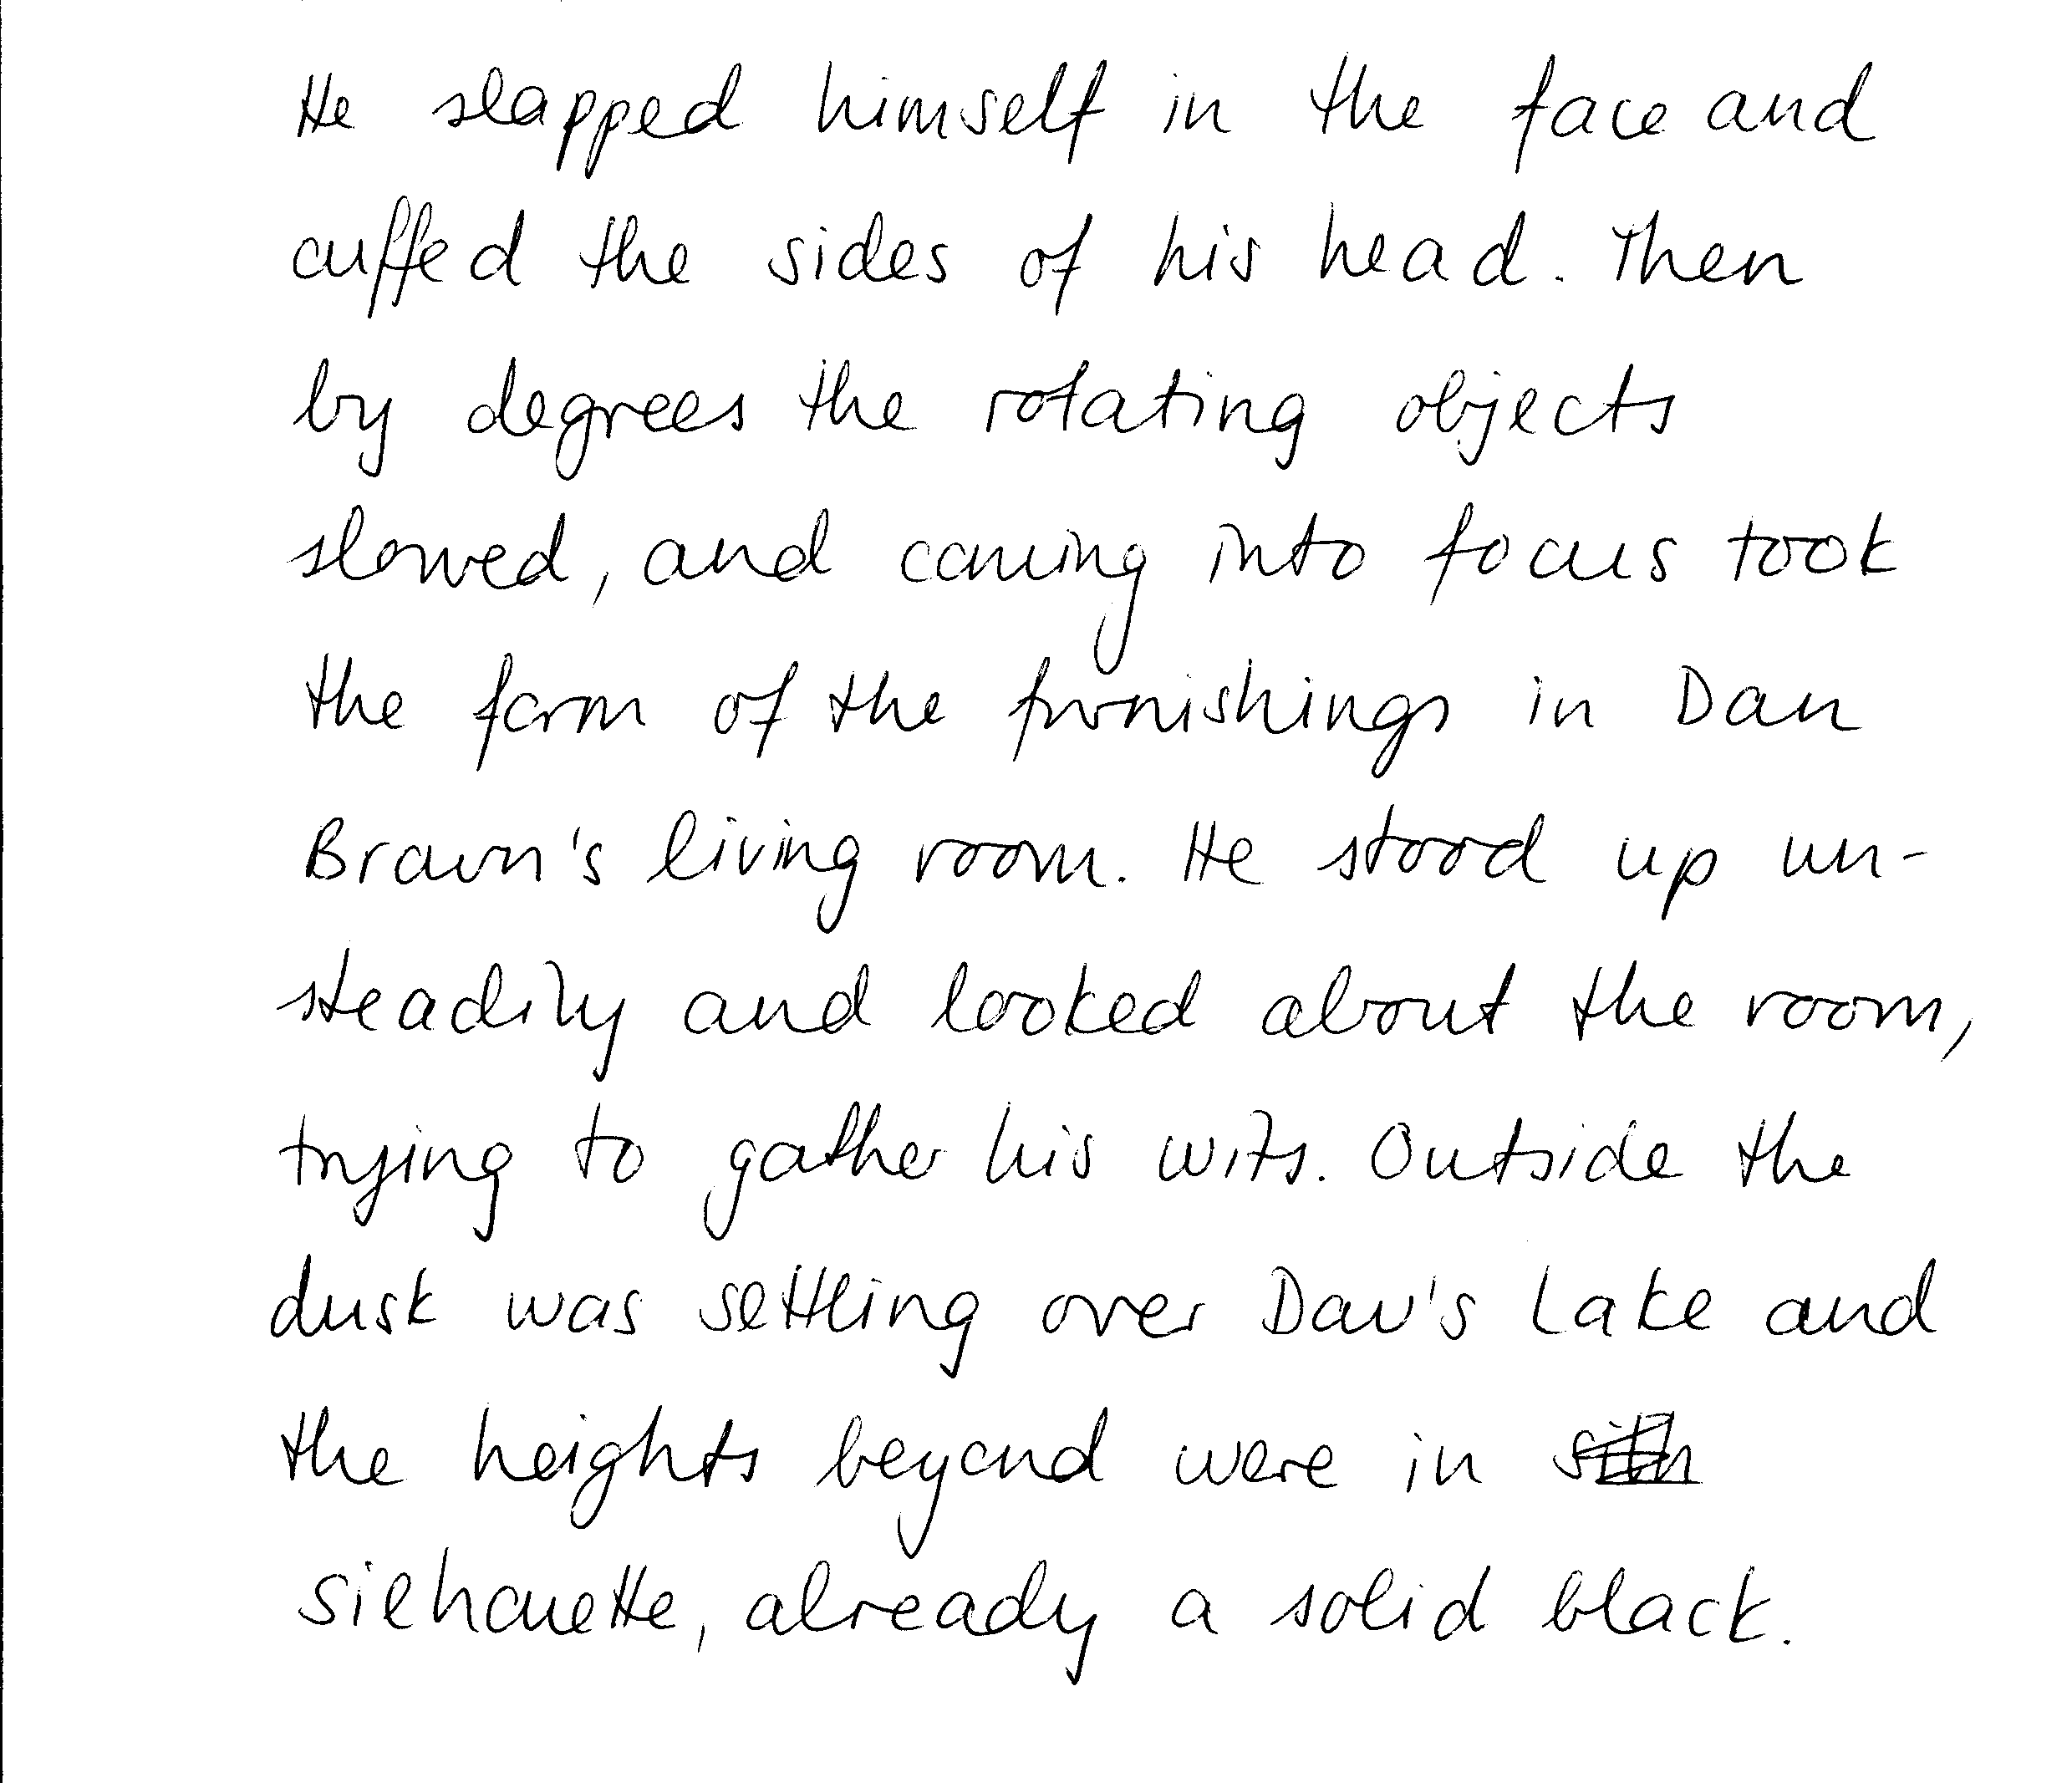 He slapped himself in the face and
cuffed the sides of his head. Then
by degrees the rotating objects
slowed, and coming into focus took
the form of the furnishings in Dan
Brown's living room. He stood up un-
steadily and looked about the room,
trying to gather his wits. Outside the
dusk was settling over Dav's Lake and
the heights beyond were in
silhouette, already a solid black.